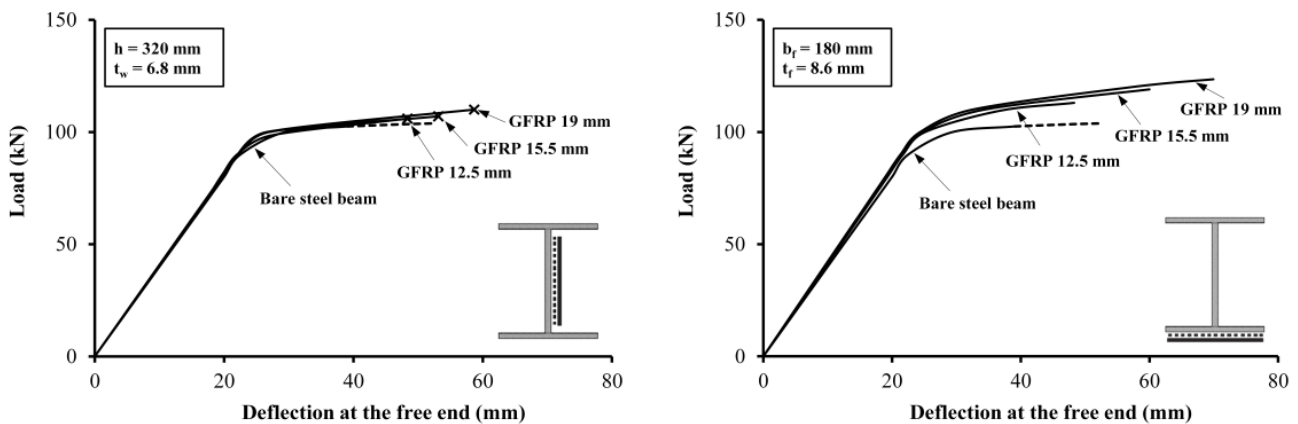 150
100
50
0
Load (kN)
h = 320 mm
t_w = 6.8 mm
GFRP 19 mm
GFRP 15.5 mm
GFRP 12.5 mm
Bare steel beam
0 20 40 60 80
Deflection at the free end (mm)
150
100
50
0
Load (kN)
b_f = 180 mm
t_f = 8.6 mm
GFRP 19 mm
GFRP 15.5 mm
GFRP 12.5 mm
Bare steel beam
0 20 40 60 80
Deflection at the free end (mm)